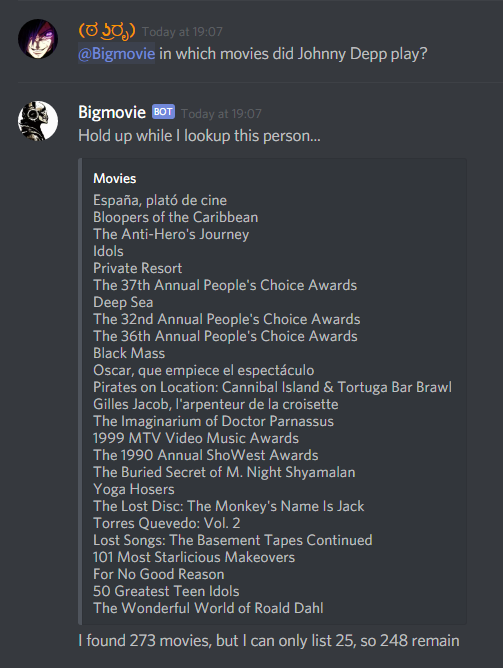 Today at 19:07
@Bigmovie in which movies did Johnny Depp play?
Bigmovie BOT Today at 19:07
Hold up while I lookup this person...
Movies
España, plató de cine
Bloopers of the Caribbean
The Anti-Hero's Journey
Idols
Private Resort
The 37th Annual People's Choice Awards
Deep Sea
The 32nd Annual People's Choice Awards
The 36th Annual People's Choice Awards
Black Mass
Oscar, que empiece el espectáculo
Pirates on Location: Cannibal Island & Tortuga Bar Brawl
Gilles Jacob, l'arpenteur de la croisette
The Imaginarium of Doctor Parnassus
1999 MTV Video Music Awards
The 1990 Annual ShoWest Awards
The Buried Secret of M. Night Shyamalan
Yoga Hosers
The Lost Disc: The Monkey's Name Is Jack
Torres Quevedo: Vol. 2
Lost Songs: The Basement Tapes Continued
101 Most Starlicious Makeovers
For No Good Reason
50 Greatest Teen Idols
The Wonderful World of Roald Dahl
I found 273 movies, but I can only list 25, so 248 remain